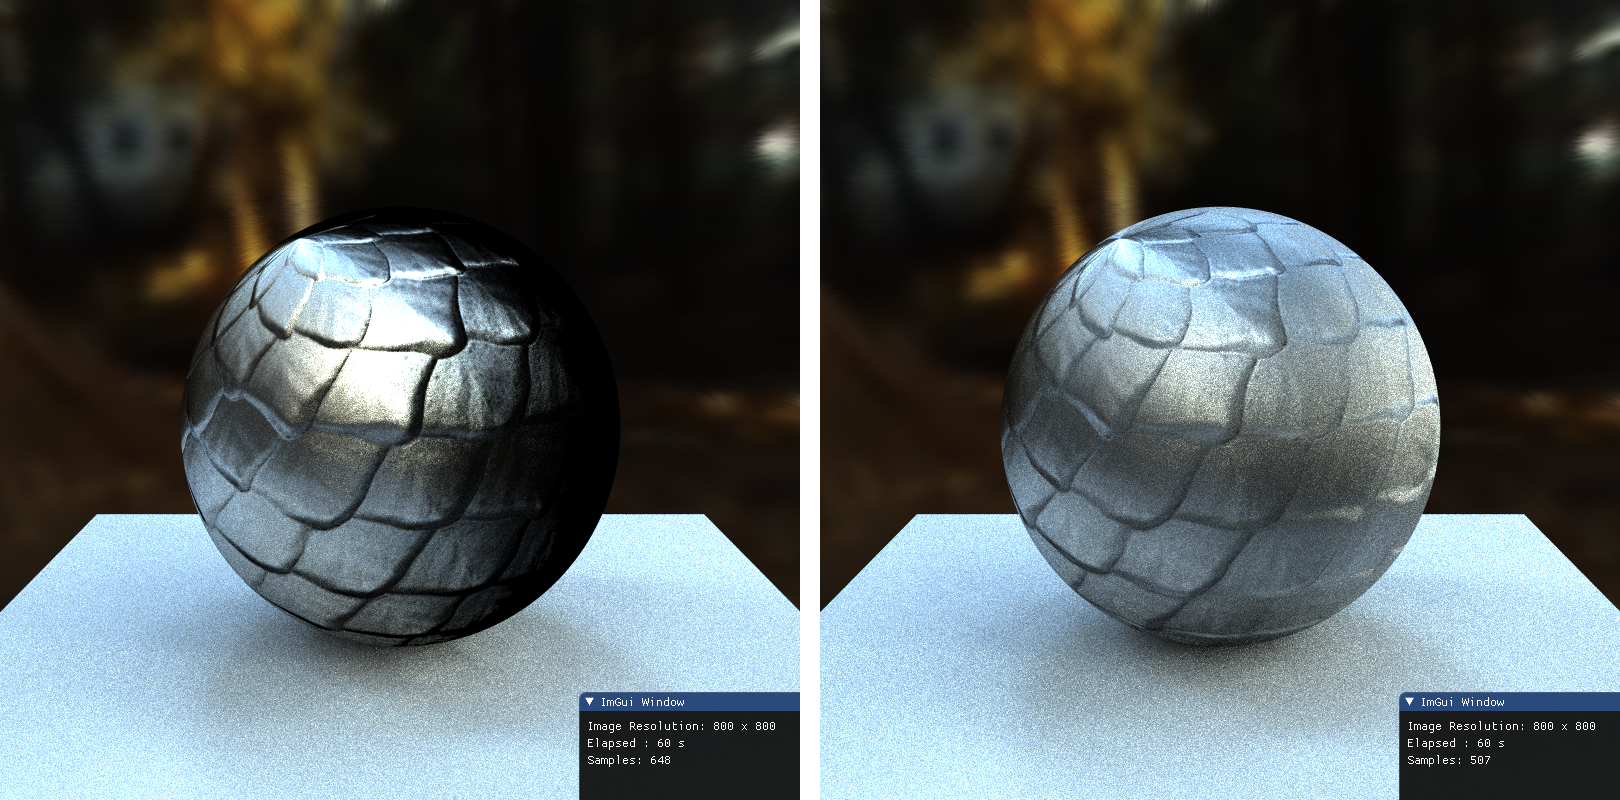 ImGui Window
Image Resolution: 800 x 800
Elapsed : 60 s
Samples: 648
ImGui Window
Image Resolution: 800 x 800
Elapsed : 60 s
Samples: 507